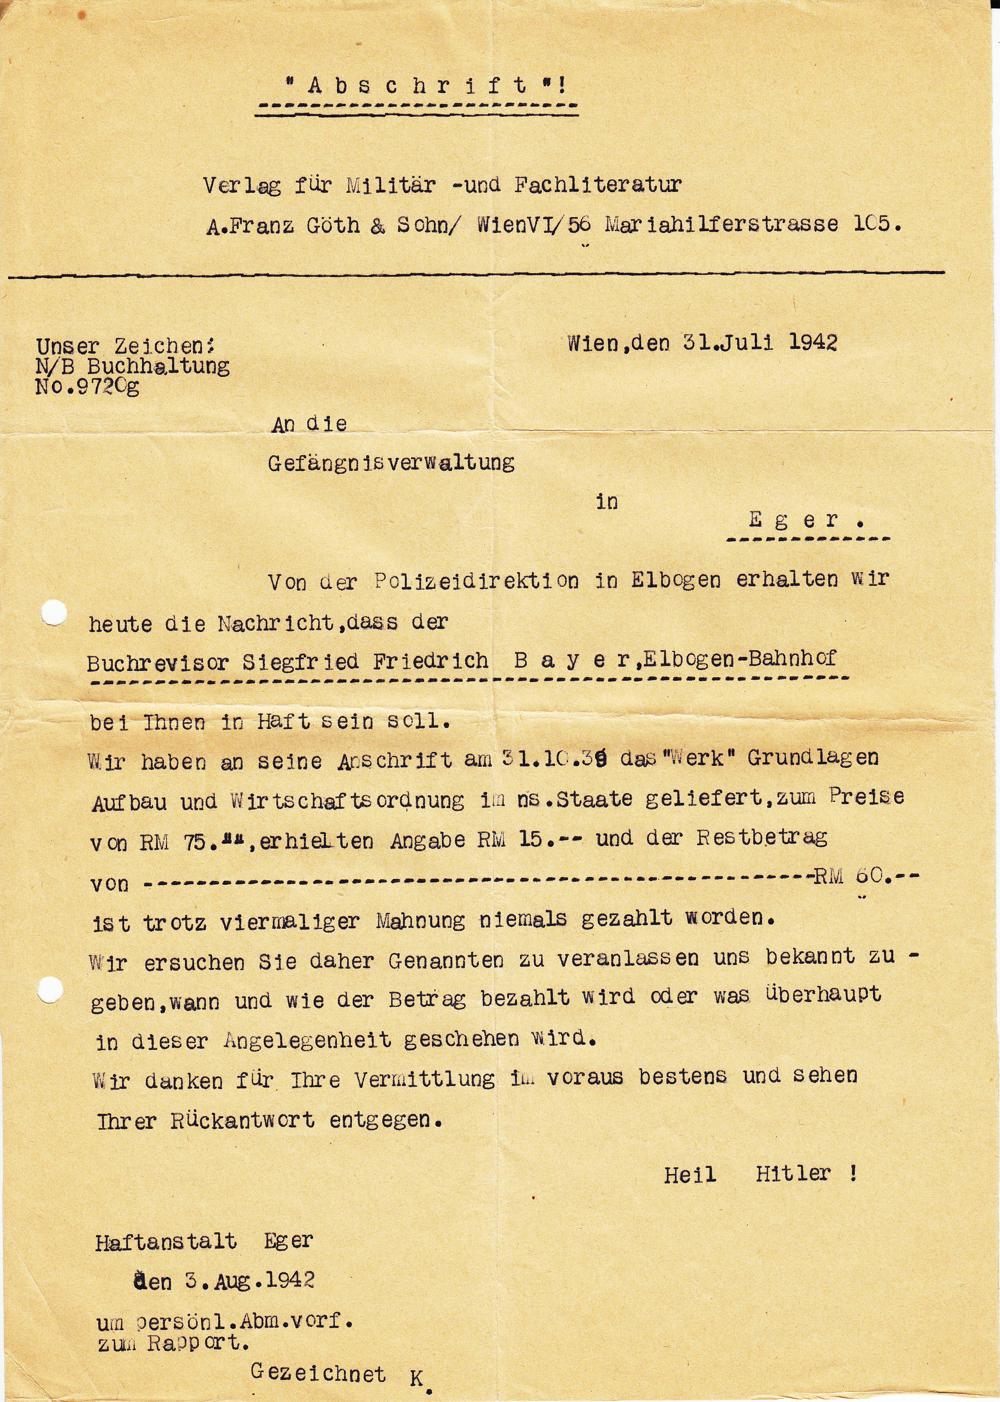 "A b s c h r i f t "!
Verlag für Militär -und Fachliteratur
A.Franz Göth & Sohn/ WienVI/56 Mariahilferstrasse 105.
Unser Zeichen:
N/B Buchhaltung
No.9720g
Wien,den 31.Juli 1942
An die
Gefängnisverwaltung
in
E g e r .
Von der Polizeidirektion in Elbogen erhalten wir
heute die Nachricht,dass der
Buchrevisor Siegfried Friedrich B a y e r,Elbogen-Bahnhof
bei Ihnen in Haft sein soll.
Wir haben an seine Anschrift am 31.10.39 das "Werk" Grundlagen
Aufbau und Wirtschaftsordnung im ns.Staate geliefert,zum Preise
von RM 75.--,erhielten Angabe RM 15.-- und der Restbetrag
von ---------------------------------------------------RM 60.--
ist trotz viermaliger Mahnung niemals gezahlt worden.
Wir ersuchen Sie daher Genannten zu veranlassen uns bekannt zu -
geben,wann und wie der Betrag bezahlt wird oder was überhaupt
in dieser Angelegenheit geschehen wird.
Wir danken für Ihre Vermittlung im voraus bestens und sehen
Ihrer Rückantwort entgegen.
Heil Hitler !
Haftanstalt Eger
den 3.Aug.1942
um persönl.Abm.vorf.
zum Rapport.
Gezeichnet K.